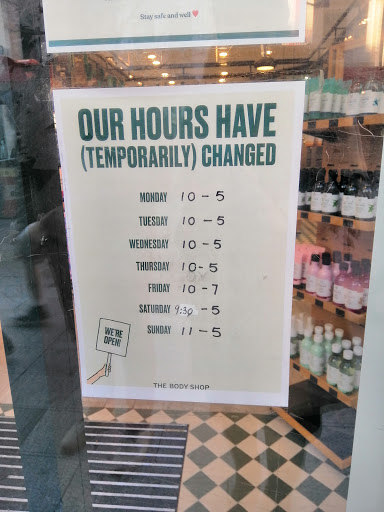 Stay safe and well ♥
OUR HOURS HAVE
(TEMPORARILY) CHANGED
MONDAY 10 - 5
TUESDAY 10 - 5
WEDNESDAY 10 - 5
THURSDAY 10 - 5
FRIDAY 10 - 7
SATURDAY 9:30 - 5
SUNDAY 11 - 5
WE'RE
OPEN!
THE BODY SHOP